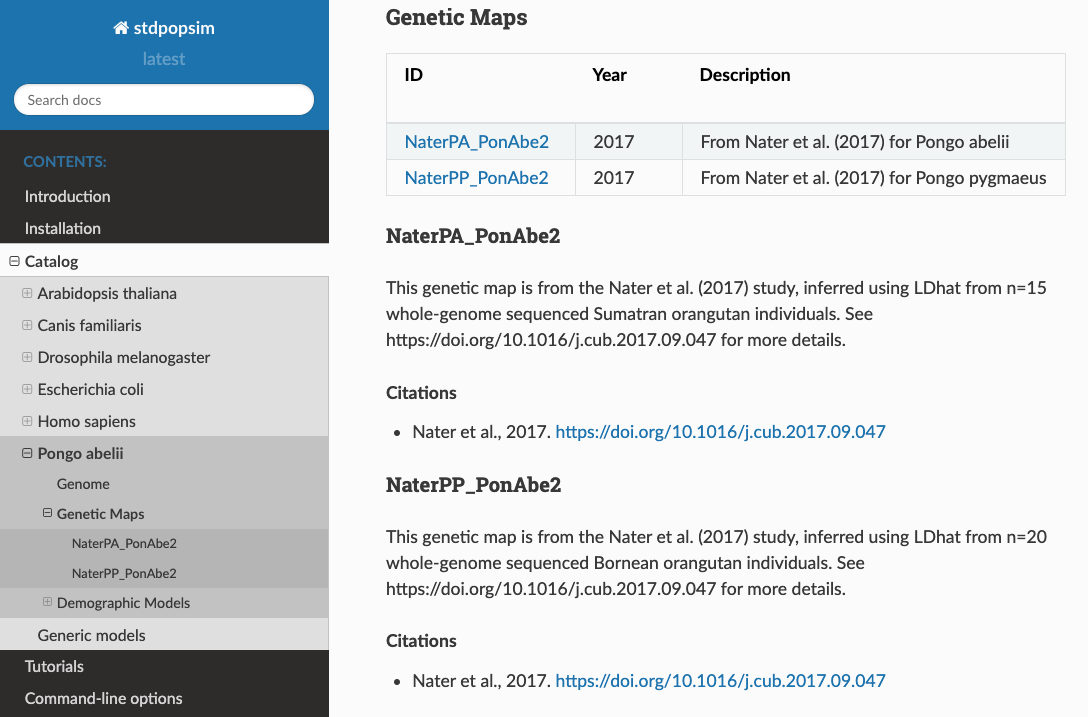 stdpopsim
latest
Search docs
CONTENTS:
Introduction
Installation
Catalog
Arabidopsis thaliana
Canis familiaris
Drosophila melanogaster
Escherichia coli
Homo sapiens
Pongo abelii
Genome
Genetic Maps
NaterPA_PonAbe2
NaterPP_PonAbe2
Demographic Models
Generic models
Tutorials
Command-line options
Genetic Maps
ID Year Description
NaterPA_PonAbe2 2017 From Nater et al. (2017) for Pongo abelii
NaterPP_PonAbe2 2017 From Nater et al. (2017) for Pongo pygmaeus
NaterPA_PonAbe2
This genetic map is from the Nater et al. (2017) study, inferred using LDhat from n=15
whole-genome sequenced Sumatran orangutan individuals. See
https://doi.org/10.1016/j.cub.2017.09.047 for more details.
Citations
• Nater et al., 2017. https://doi.org/10.1016/j.cub.2017.09.047
NaterPP_PonAbe2
This genetic map is from the Nater et al. (2017) study, inferred using LDhat from n=20
whole-genome sequenced Bornean orangutan individuals. See
https://doi.org/10.1016/j.cub.2017.09.047 for more details.
Citations
• Nater et al., 2017. https://doi.org/10.1016/j.cub.2017.09.047